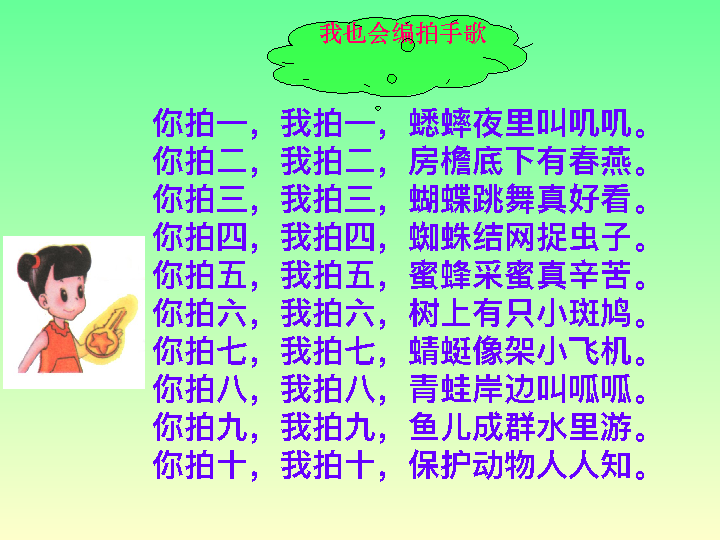 我也会编拍手歌
你拍一，我拍一，蟋蟀夜里叫叽叽。
你拍二，我拍二，房檐底下有春燕。
你拍三，我拍三，蝴蝶跳舞真好看。
你拍四，我拍四，蜘蛛结网捉虫子。
你拍五，我拍五，蜜蜂采蜜真辛苦。
你拍六，我拍六，树上有只小斑鸠。
你拍七，我拍七，蜻蜓像架小飞机。
你拍八，我拍八，青蛙岸边叫呱呱。
你拍九，我拍九，鱼儿成群水里游。
你拍十，我拍十，保护动物人人知。